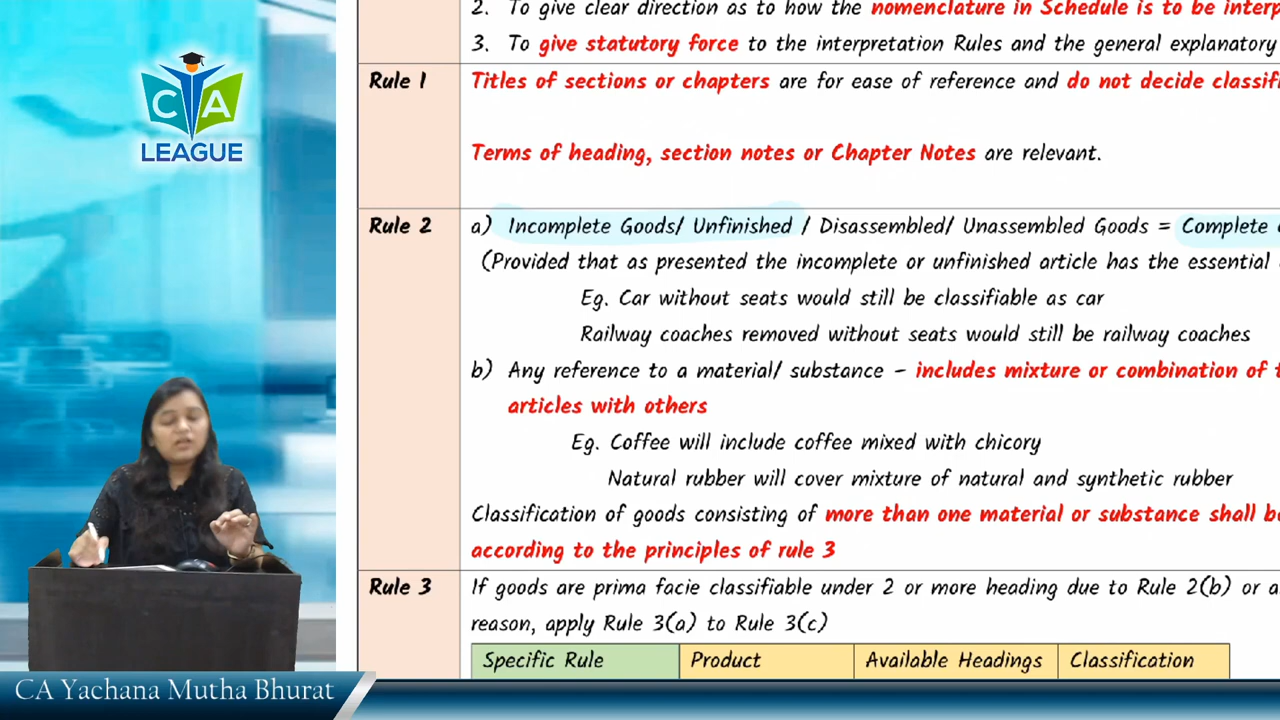 2. To give clear direction as to how the nomenclature in Schedule is to be
3. To give statutory force to the interpretation Rules and the general explanatory
Rule 1
Titles of sections or chapters are for ease of reference and do not decide
Terms of heading, section notes or Chapter Notes are relevant.
Rule 2
a) Incomplete Goods/ Unfinished / Disassembled/ Unassembled Goods = Complete
(Provided that as presented the incomplete or unfinished article has the essential
Eg. Car without seats would still be classifiable as car
Railway coaches removed without seats would still be railway coaches
b) Any reference to a material/ substance – includes mixture or combination of
articles with others
Eg. Coffee will include coffee mixed with chicory
Natural rubber will cover mixture of natural and synthetic rubber
Classification of goods consisting of more than one material or substance shall
according to the principles of rule 3
Rule 3
If goods are prima facie classifiable under 2 or more heading due to Rule 2(b) or
reason, apply Rule 3(a) to Rule 3(c)
Specific Rule Product Available Headings Classification
CA
LEAGUE
CA Yachana Mutha Bhurat